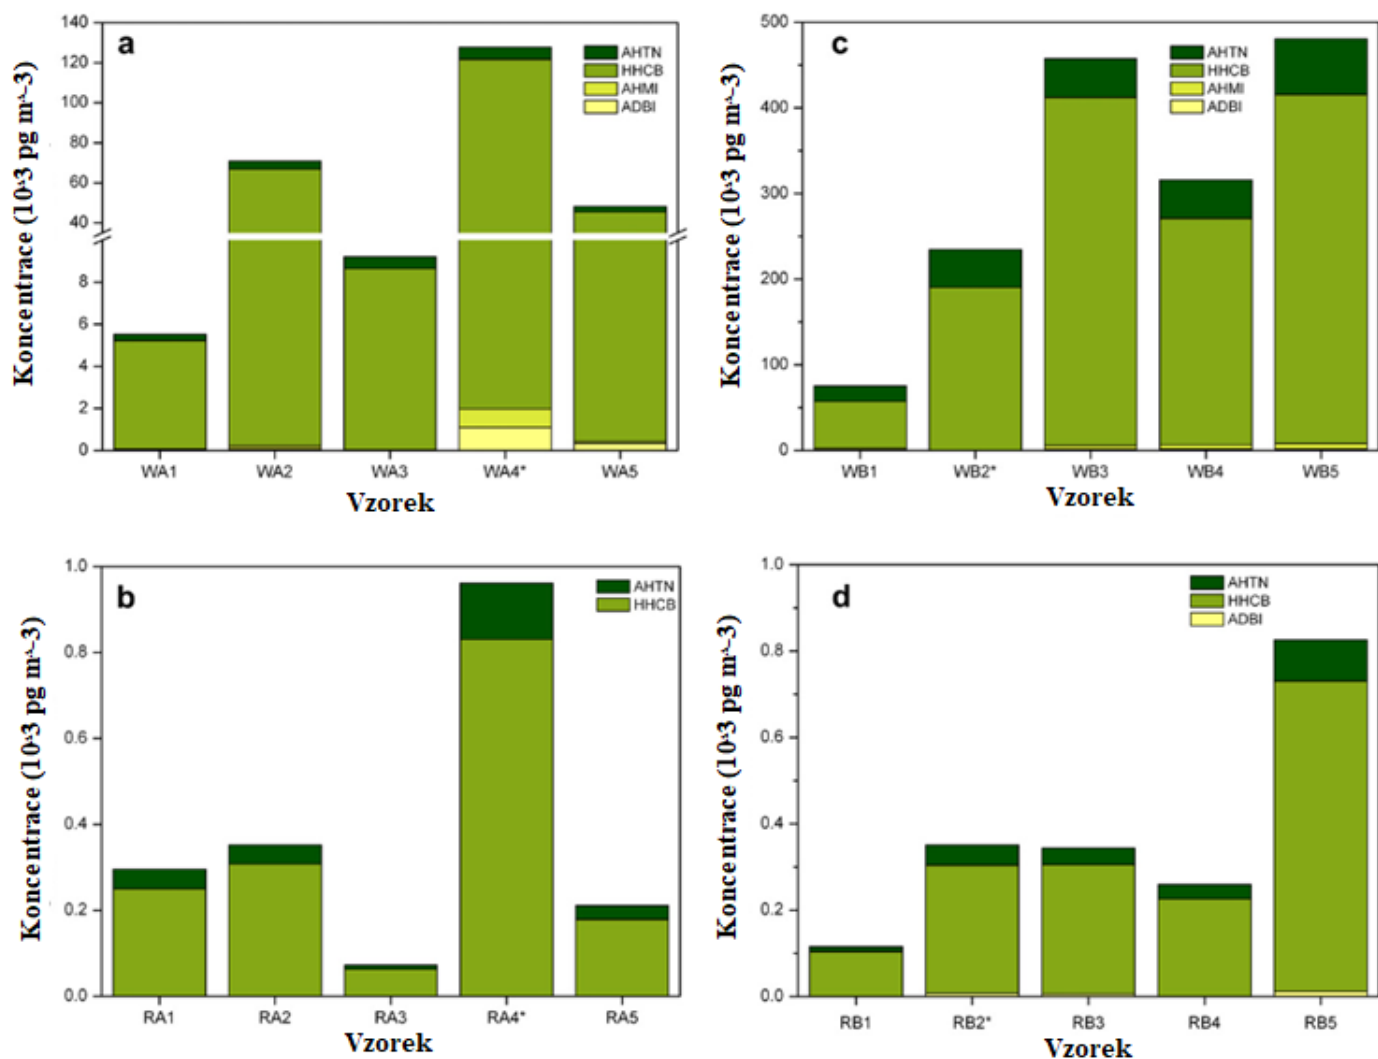 a
AHTN
HHCB
AHMI
ADBI
Koncentrace (10^3 pg m^-3)
140
120
100
80
60
40
8
6
4
2
0
WA1 WA2 WA3 WA4* WA5
Vzorek
c
AHTN
HHCB
AHMI
ADBI
Koncentrace (10^3 pg m^-3)
500
400
300
200
100
0
WB1 WB2* WB3 WB4 WB5
Vzorek
b
AHTN
HHCB
Koncentrace (10^3 pg m^-3)
1.0
0.8
0.6
0.4
0.2
0.0
RA1 RA2 RA3 RA4* RA5
Vzorek
d
AHTN
HHCB
ADBI
Koncentrace (10^3 pg m^-3)
1.0
0.8
0.6
0.4
0.2
0.0
RB1 RB2* RB3 RB4 RB5
Vzorek